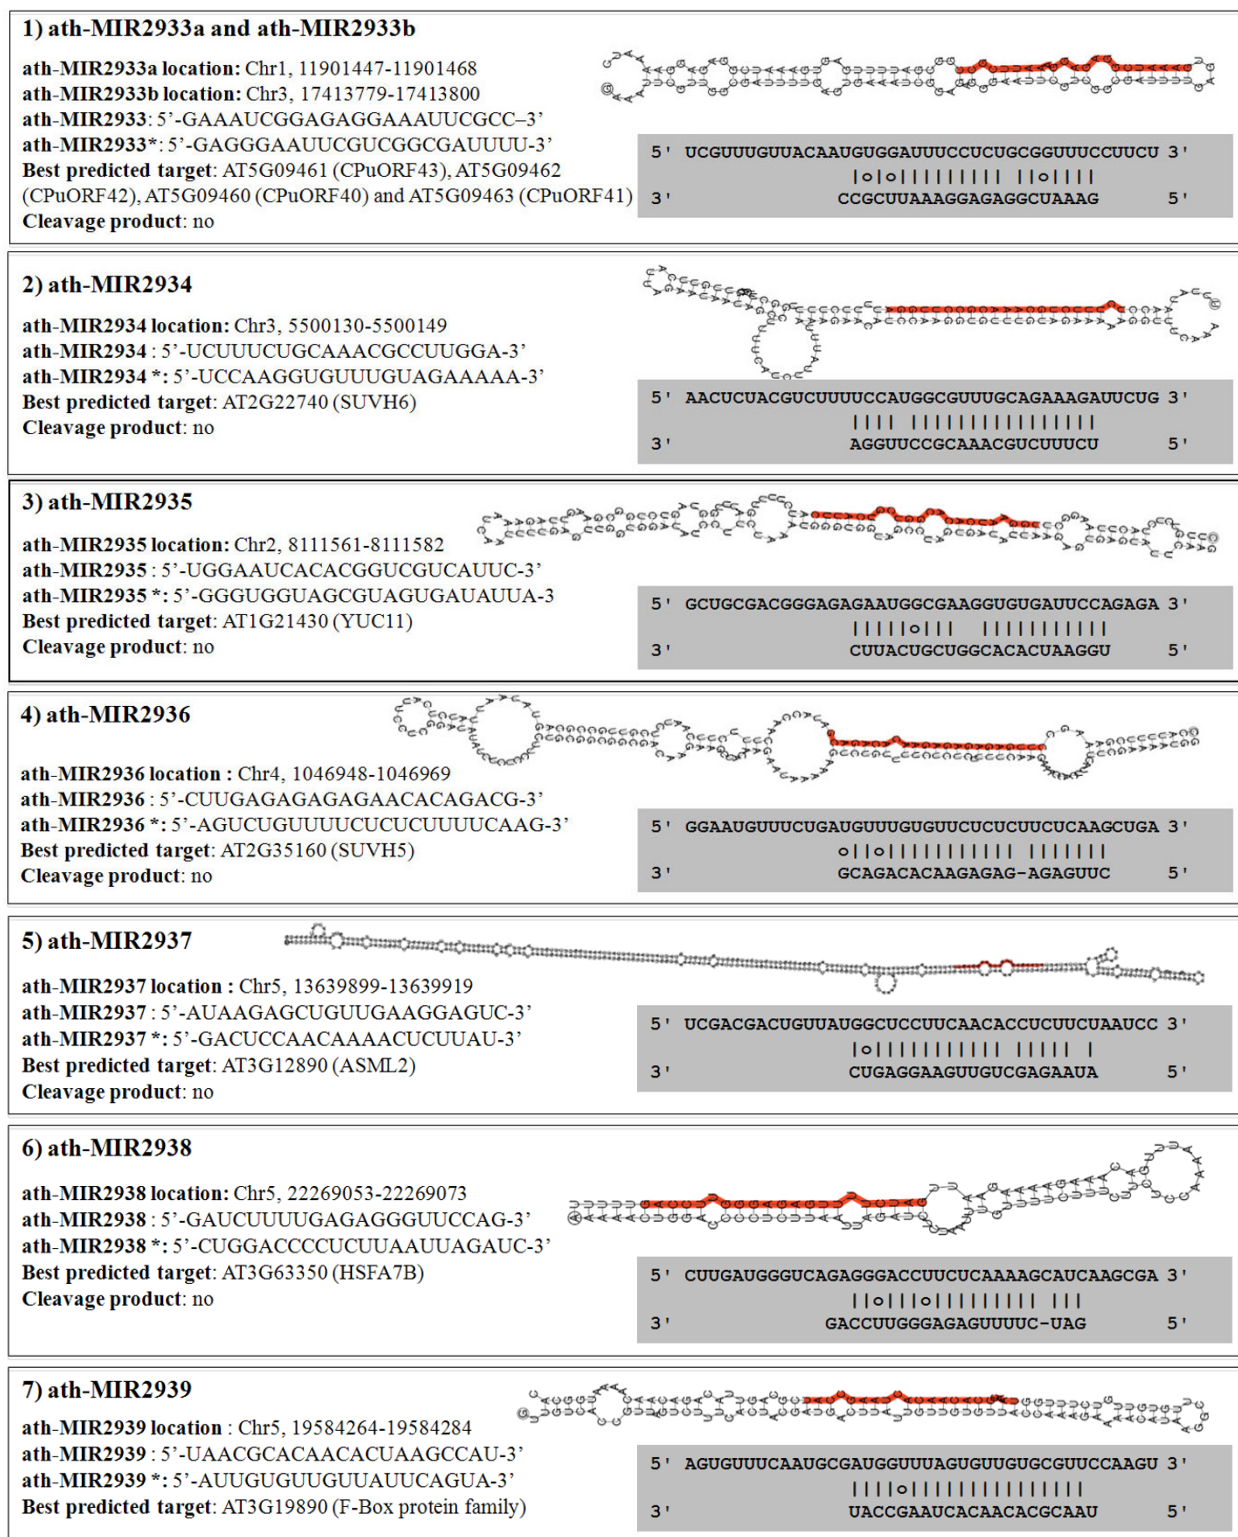 1) ath-MIR2933a and ath-MIR2933b
ath-MIR2933a location: Chr1, 11901447-11901468
ath-MIR2933b location: Chr3, 17413779-17413800
ath-MIR2933: 5’-GAAAUCGGAGAGGAAAUUCGCC–3’
ath-MIR2933*: 5’-GAGGGAAUUCGUCGGCGAUUUU-3’
Best predicted target: AT5G09461 (CPuORF43), AT5G09462
(CPuORF42), AT5G09460 (CPuORF40) and AT5G09463 (CPuORF41)
Cleavage product: no
5' UCGUUUGUUACAAUGUGGAUUUCCUCUGCGGUUUCCUUCU 3'
|o|o||||||||| ||o||||
3' CCGCUUAAAGGAGAGGCUAAAG 5'
2) ath-MIR2934
ath-MIR2934 location: Chr3, 5500130-5500149
ath-MIR2934 : 5’-UCUUUCUGCAAACGCCUUGGA-3’
ath-MIR2934 *: 5’-UCCAAGGUGUUUGUAGAAAAA-3’
Best predicted target: AT2G22740 (SUVH6)
Cleavage product: no
5' AACUCUACGUCUUUUCCAUGGCGUUUGCAGAAAGAUUCUG 3'
|||| ||||||||||||||||
3' AGGUUCCGCAAACGUCUUUCU 5'
3) ath-MIR2935
ath-MIR2935 location: Chr2, 8111561-8111582
ath-MIR2935 : 5’-UGGAAUCACACGGUCGUCAUUC-3’
ath-MIR2935 *: 5’-GGGUGGUAGCGUAGUGAUAUUA-3
Best predicted target: AT1G21430 (YUC11)
Cleavage product: no
5' GCUGCGACGGGAGAGAAUGGCGAAGGUGUGAUUCCAGAGA 3'
|||||o||| |||||||||||
3' CUUACUGCUGGCACACUAAGGU 5'
4) ath-MIR2936
ath-MIR2936 location : Chr4, 1046948-1046969
ath-MIR2936 : 5’-CUUGAGAGAGAGAACACAGACG-3’
ath-MIR2936 *: 5’-AGUCUGUUUUCUCUCUUUUCAAG-3’
Best predicted target: AT2G35160 (SUVH5)
Cleavage product: no
5' GGAAUGUUUCUGAUGUUUGUGUUCUCUCUUCUCAAGCUGA 3'
o||o||||||||||| |||||||
3' GCAGACACAAGAGAG-AGAGUUC 5'
5) ath-MIR2937
ath-MIR2937 location : Chr5, 13639899-13639919
ath-MIR2937 : 5’-AUAAGAGCUGUUGAAGGAGUC-3’
ath-MIR2937 *: 5’-GACUCCAACAAAACUCUUAU-3’
Best predicted target: AT3G12890 (ASML2)
Cleavage product: no
5' UCGACGACUGUUAUGGCUCCUUCAACACCUCUUCUAAUCC 3'
|o||||||||||| ||||| |
3' CUGAGGAAGUUGUCGAGAAUA 5'
6) ath-MIR2938
ath-MIR2938 location: Chr5, 22269053-22269073
ath-MIR2938 : 5’-GAUCUUUUGAGAGGGUUCCAG-3’
ath-MIR2938 *: 5’-CUGGACCCCUCUUAAUUAGAUC-3’
Best predicted target: AT3G63350 (HSFA7B)
Cleavage product: no
5' CUUGAUGGGUCAGAGGGACCUUCUCAAAAGCAUCAAGCGA 3'
||o|||o||||||||| |||
3' GACCUUGGGAGAGUUUUC-UAG 5'
7) ath-MIR2939
ath-MIR2939 location : Chr5, 19584264-19584284
ath-MIR2939 : 5’-UAACGCACAACACUAAGCCAU-3’
ath-MIR2939 *: 5’-AUUGUGUUGUUAUUCAGUA-3’
Best predicted target: AT3G19890 (F-Box protein family)
5' AGUGUUUCAAUGCGAUGGUUUAGUGUUGUGCGUUCCAAGU 3'
||||o|||||||||||||||
3' UACCGAAUCACAACACGCAAU 5'